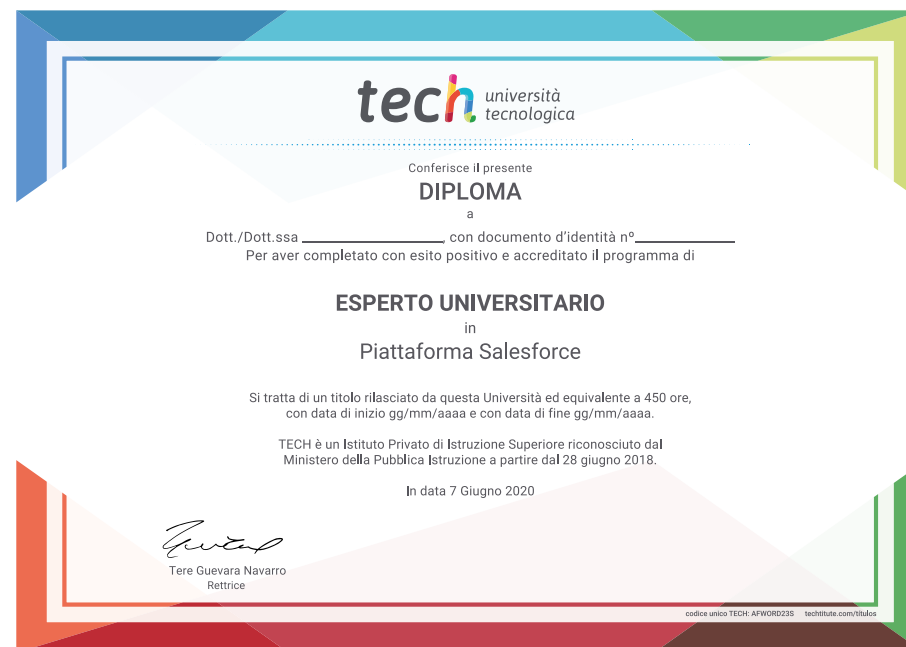 tech università
tecnologica
Conferisce il presente
DIPLOMA
a
Dott./Dott.ssa ____________________, con documento d'identità nº______________
Per aver completato con esito positivo e accreditato il programma di
ESPERTO UNIVERSITARIO
in
Piattaforma Salesforce
Si tratta di un titolo rilasciato da questa Università ed equivalente a 450 ore,
con data di inizio gg/mm/aaaa e con data di fine gg/mm/aaaa.
TECH è un Istituto Privato di Istruzione Superiore riconosciuto dal
Ministero della Pubblica Istruzione a partire dal 28 giugno 2018.
In data 7 Giugno 2020
Tere Guevara Navarro
Rettrice
codice unico TECH: AFWORD23S techtitute.com/titulos